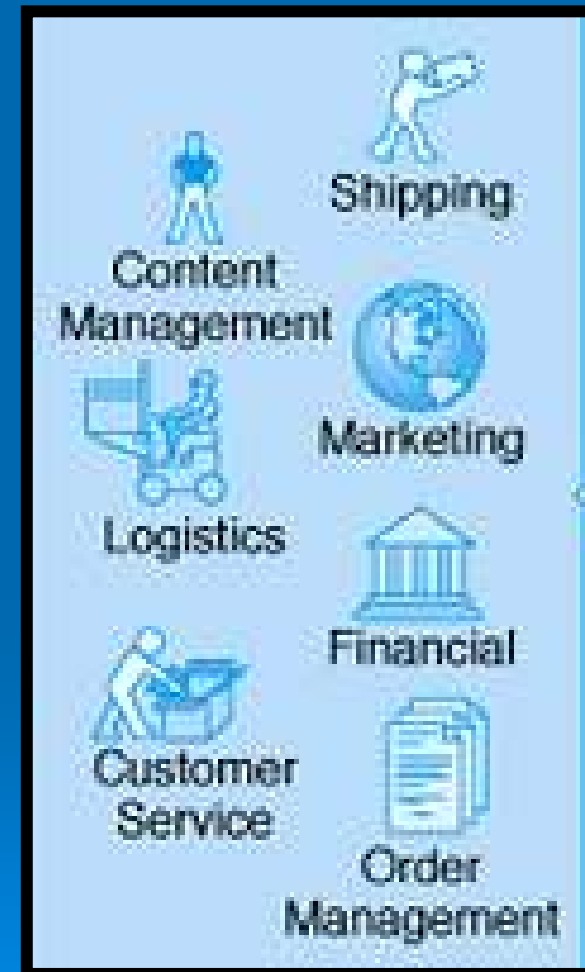 Shipping
Content
Management
Marketing
Logistics
Financial
Customer
Service
Order
Management